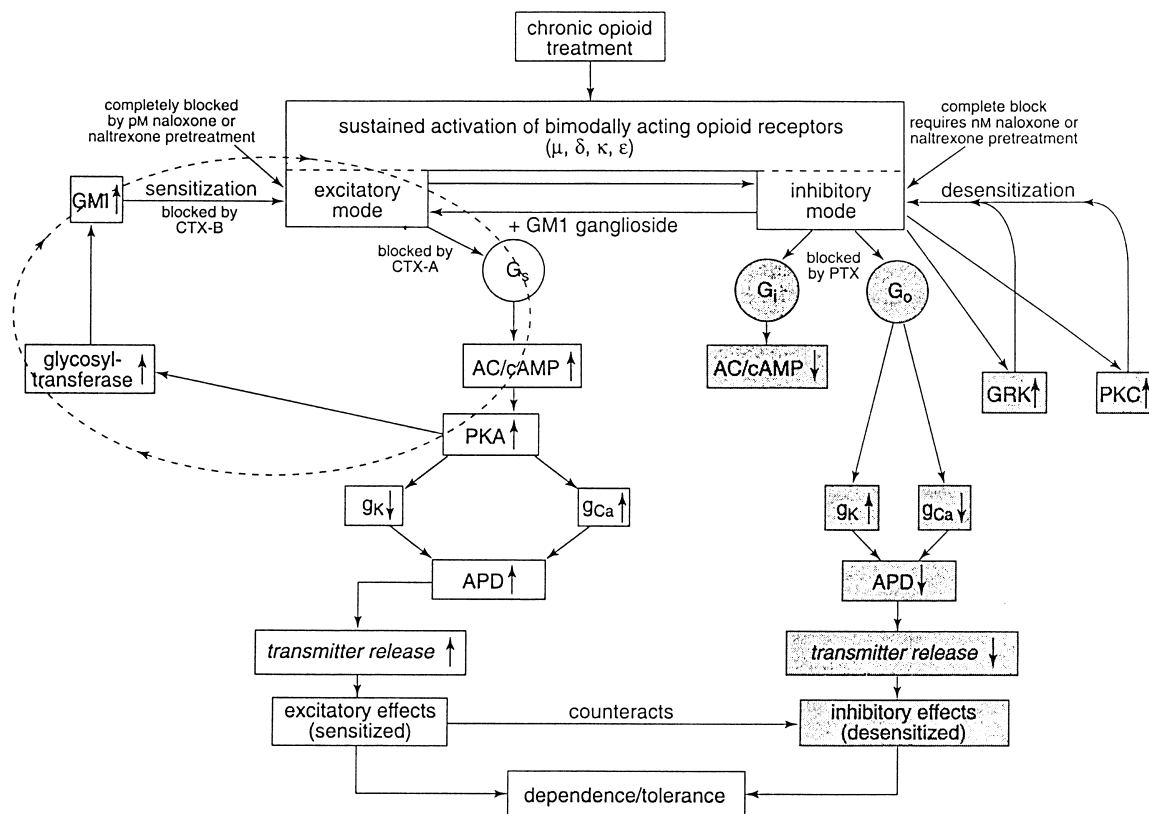 chronic opioid
treatment
completely blocked
by pM naloxone or
naltrexone pretreatment
complete block
requires nM naloxone or
naltrexone pretreatment
sustained activation of bimodally acting opioid receptors
(μ, δ, κ, ε)
GM1↑
sensitization
blocked by
CTX-B
excitatory
mode
inhibitory
mode
desensitization
+ GM1 ganglioside
blocked by
CTX-A
Gs
blocked
by PTX
Gi
Go
glycosyl-
transferase ↑
AC/cAMP ↑
AC/cAMP ↓
GRK ↑
PKC ↑
PKA ↑
gK ↓
gCa ↑
gK ↑
gCa ↓
APD ↑
APD ↓
transmitter release ↑
transmitter release ↓
excitatory effects
(sensitized)
counteracts
inhibitory effects
(desensitized)
dependence/tolerance